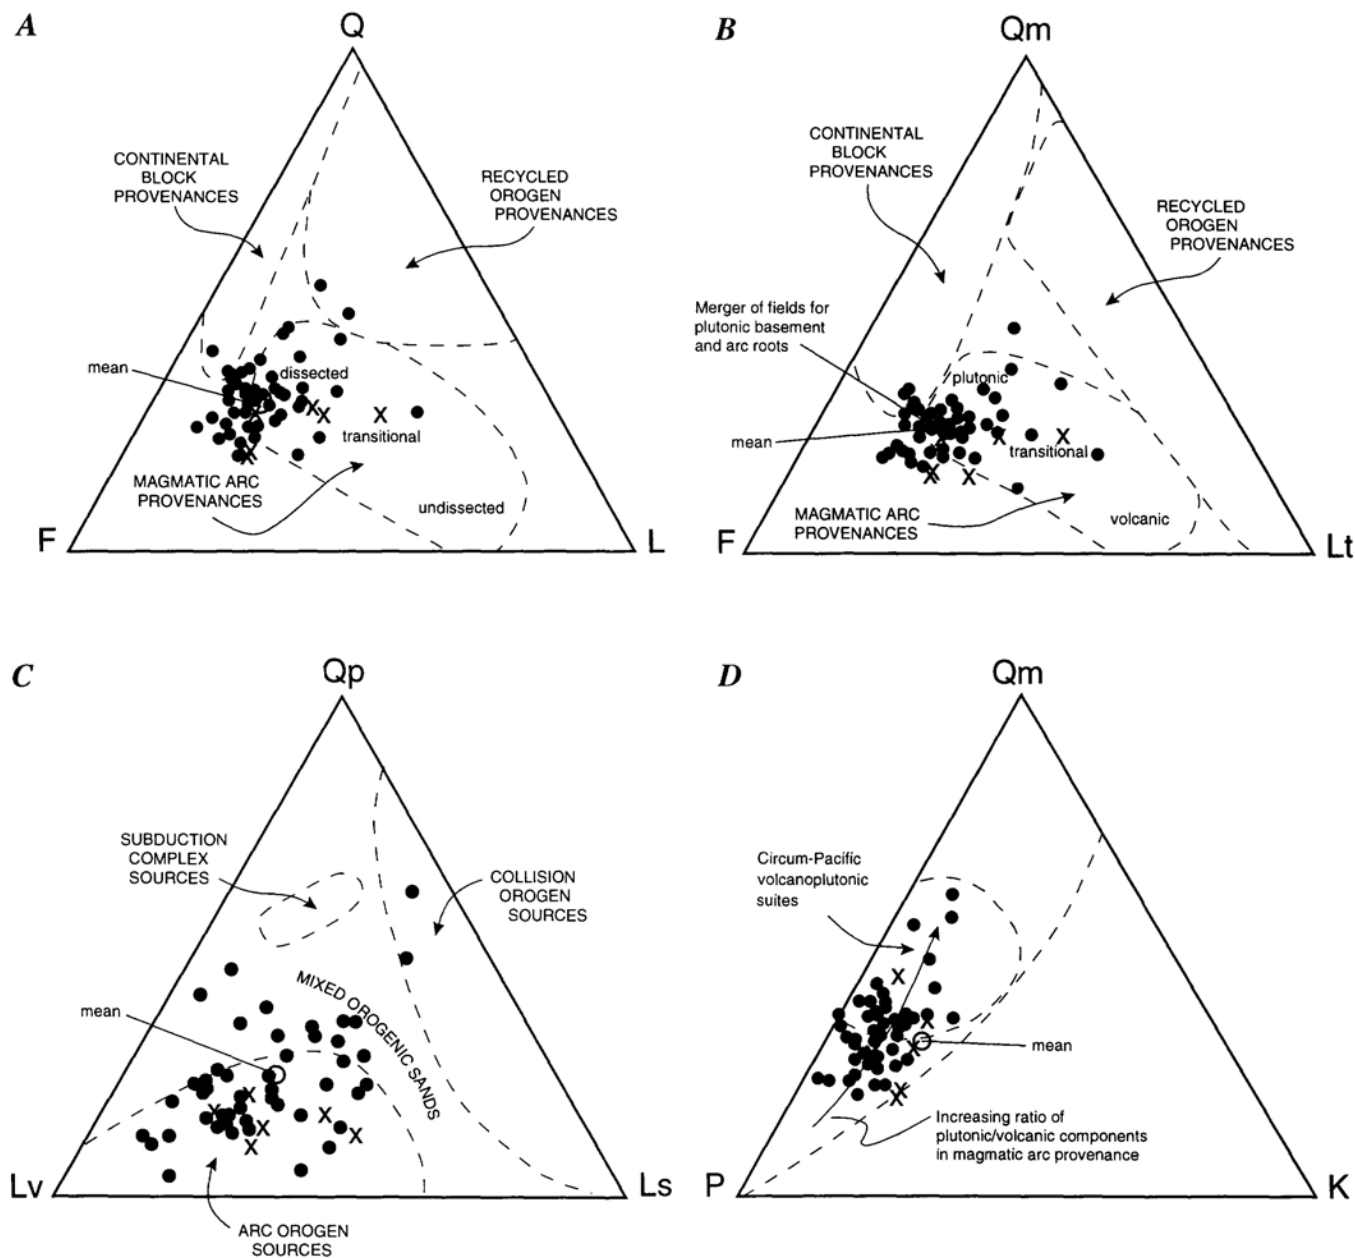 A
Q
CONTINENTAL
BLOCK
PROVENANCES
RECYCLED
OROGEN
PROVENANCES
mean
dissected
X
X
X
transitional
X
X
X
MAGMATIC ARC
PROVENANCES
undissected
F
L
B
Qm
CONTINENTAL
BLOCK
PROVENANCES
RECYCLED
OROGEN
PROVENANCES
Merger of fields for
plutonic basement
and arc roots
plutonic
mean
X
X
transitional
X
X
X
MAGMATIC ARC
PROVENANCES
volcanic
F
Lt
C
Qp
SUBDUCTION
COMPLEX
SOURCES
COLLISION
OROGEN
SOURCES
MIXED OROGENIC SANDS
mean
X
X
X
X
X
X
Lv
Ls
ARC OROGEN
SOURCES
D
Qm
Circum-Pacific
volcanoplutonic
suites
X
X
X
mean
X
X
Increasing ratio of
plutonic/volcanic components
in magmatic arc provenance
P
K